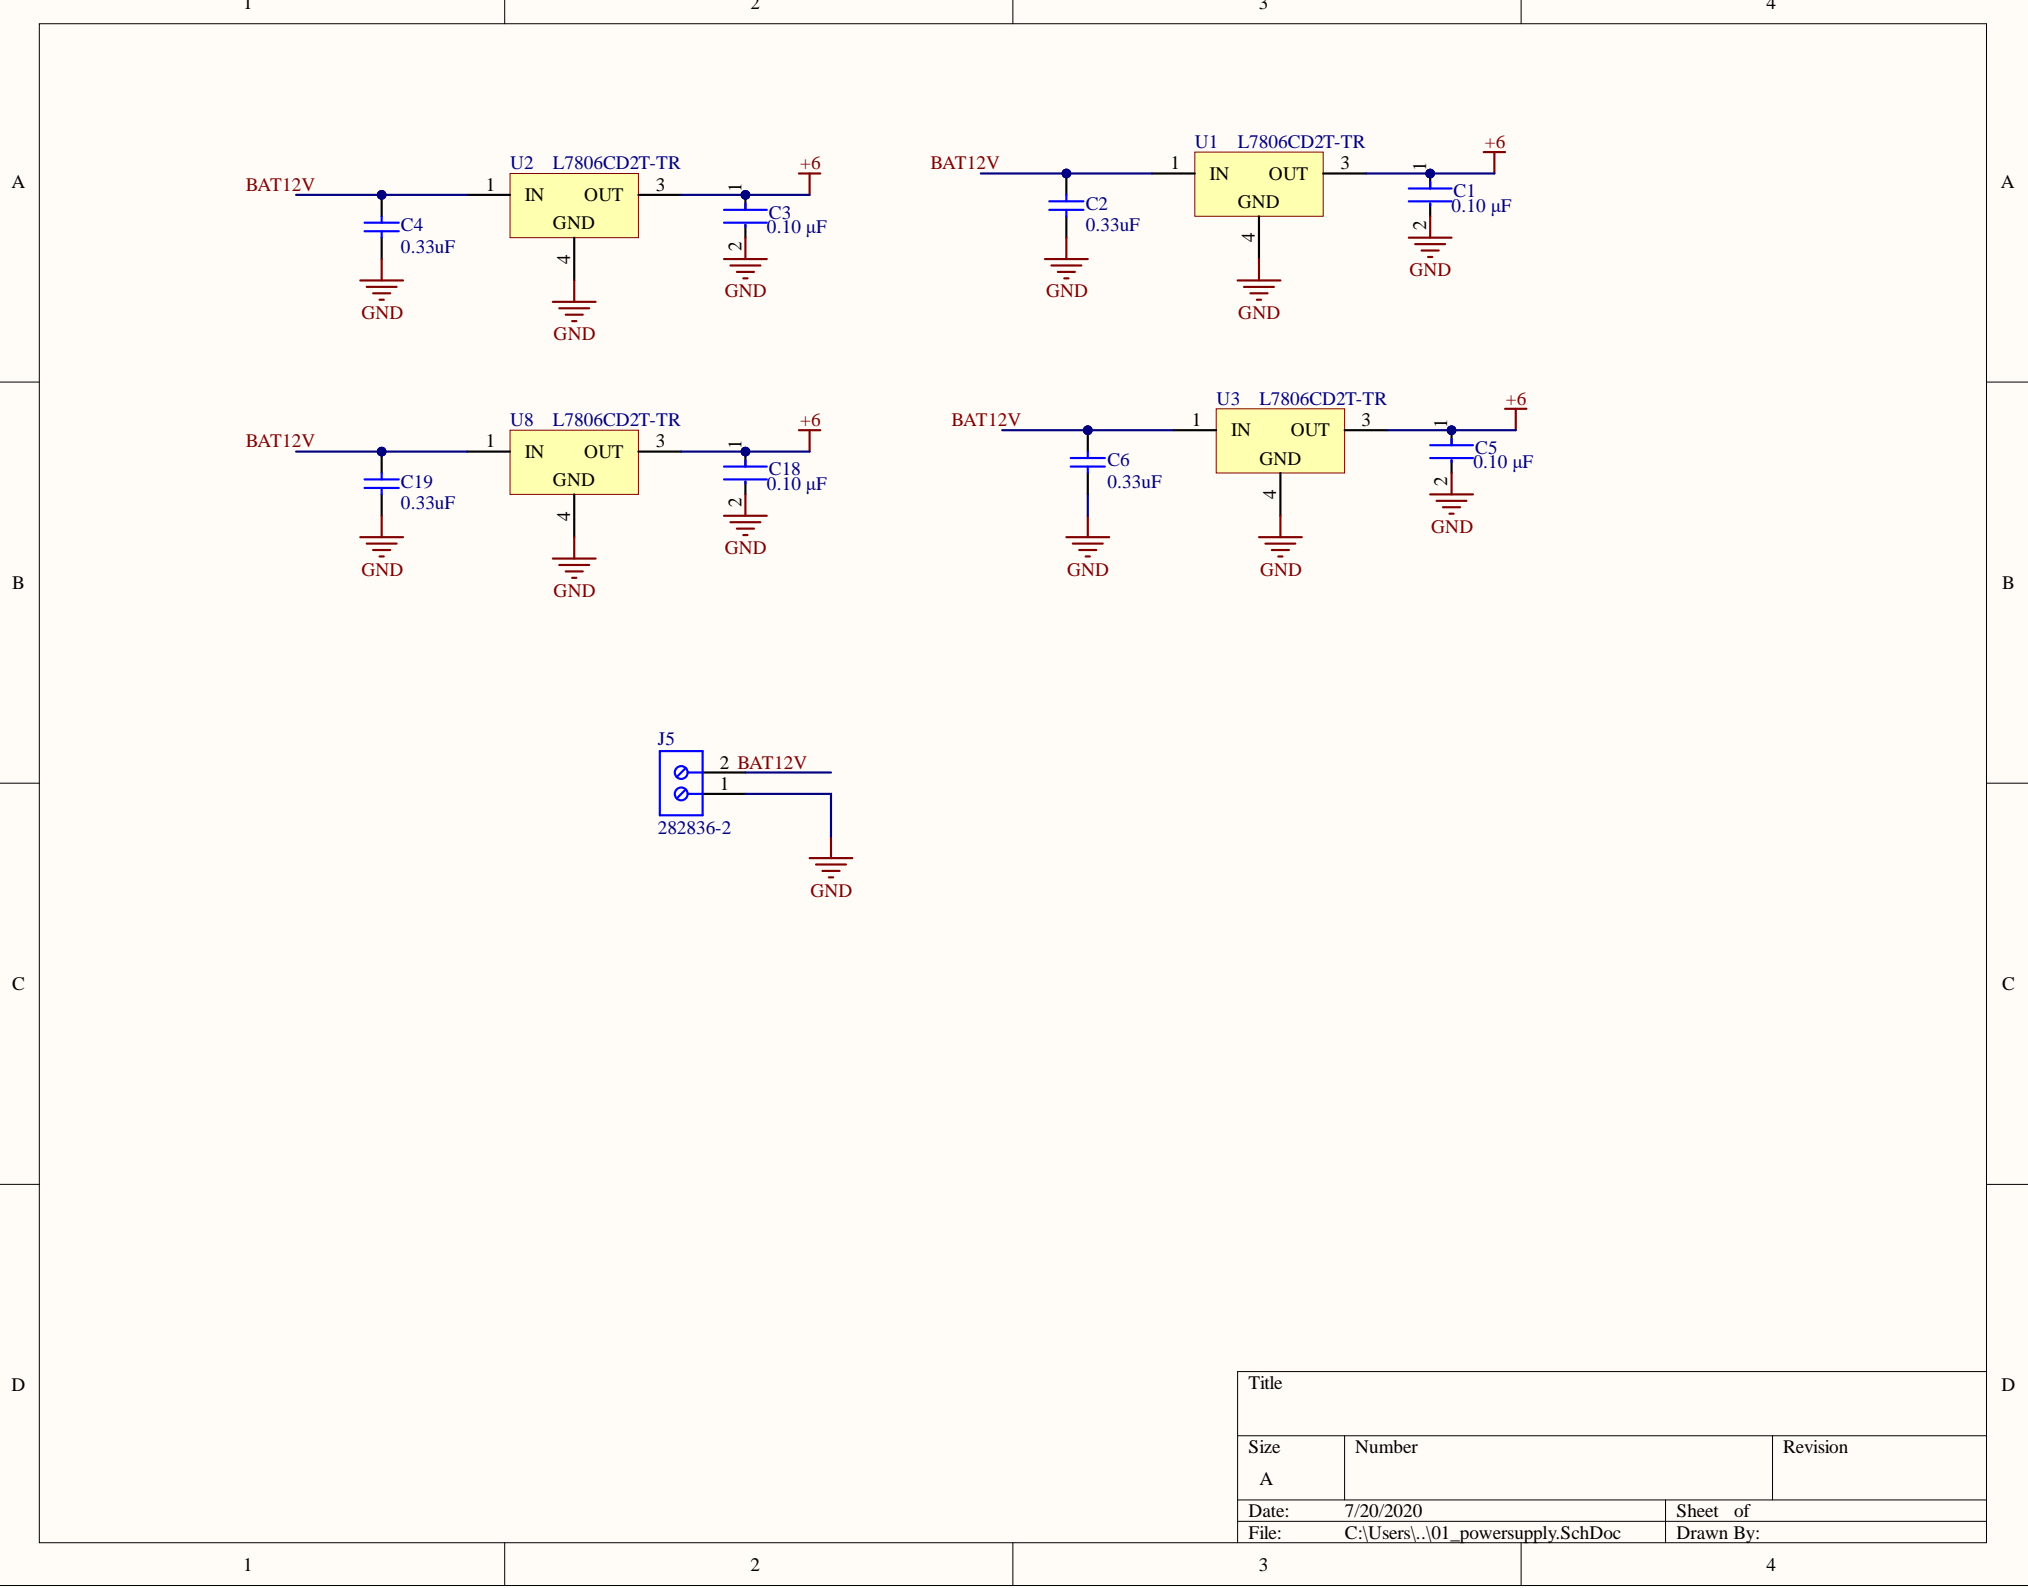 1 2 3 4
A A
U2 L7806CD2T-TR
BAT12V 1 IN OUT 3 1 +6
GND
C4
0.33uF
C3
0.10 µF
4 2
GND
GND
GND
U1 L7806CD2T-TR
BAT12V 1 IN OUT 3 1 +6
GND
C2
0.33uF
C1
0.10 µF
4 2
GND
GND
GND
B B
U8 L7806CD2T-TR
BAT12V 1 IN OUT 3 1 +6
GND
C19
0.33uF
C18
0.10 µF
4 2
GND
GND
GND
U3 L7806CD2T-TR
BAT12V 1 IN OUT 3 1 +6
GND
C6
0.33uF
C5
0.10 µF
4 2
GND
GND
GND
J5
2 BAT12V
1
282836-2
GND
C C
D D
Title
Size Number Revision
A
Date: 7/20/2020 Sheet of
File: C:\Users\..\01_powersupply.SchDoc Drawn By:
1 2 3 4